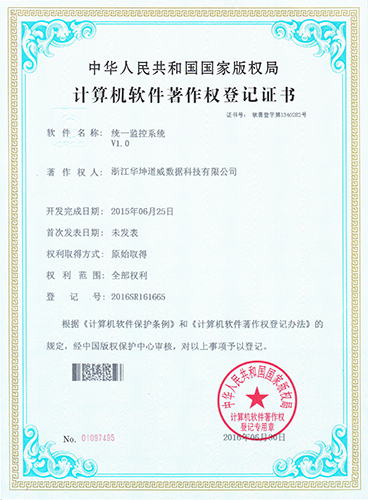 中华人民共和国国家版权局
计算机软件著作权登记证书
证书号： 软著登字第1340282号
软件名称： 统一监控系统
V1.0
著作权人： 浙江华坤道威数据科技有限公司
开发完成日期： 2015年06月25日
首次发表日期： 未发表
权利取得方式： 原始取得
权利范围： 全部权利
登记号： 2016SR161665
根据《计算机软件保护条例》和《计算机软件著作权登记办法》的
规定，经中国版权保护中心审核，对以上事项予以登记。
中华人民共和国国家版权局
计算机软件著作权
登记专用章
No. 01097495
2016年06月30日